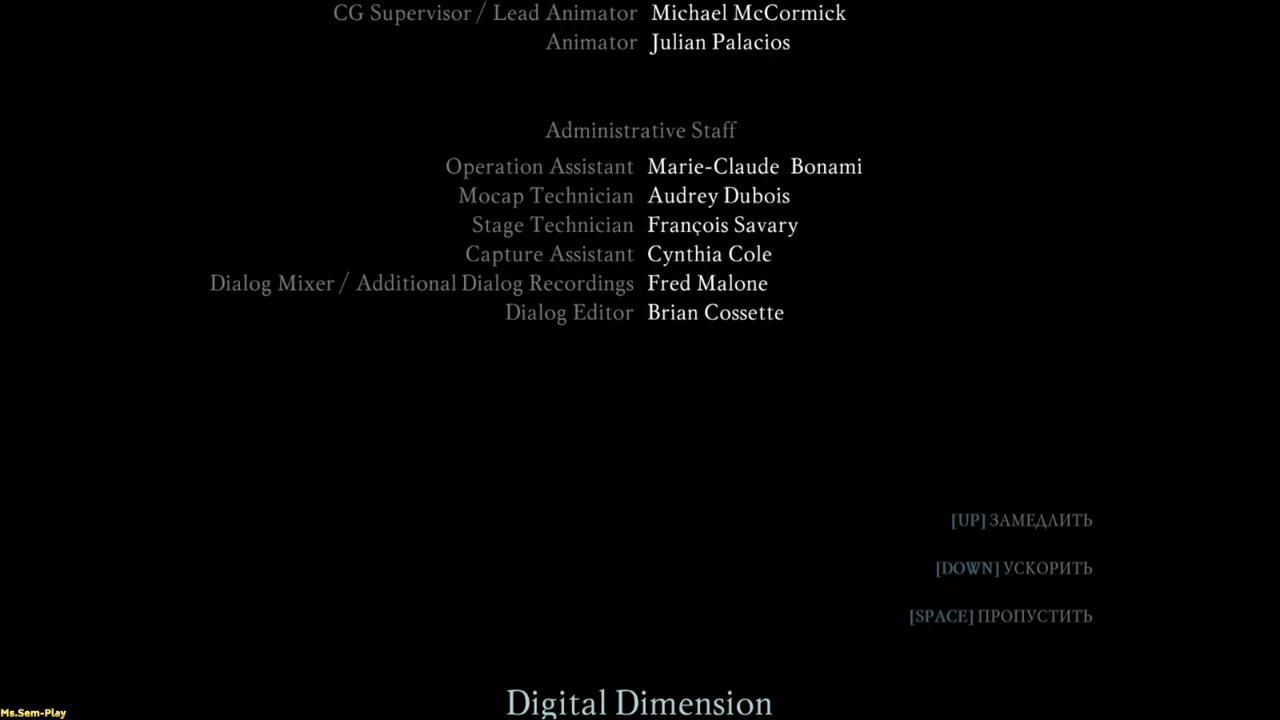 CG Supervisor / Lead Animator Michael McCormick
Animator Julian Palacios
Administrative Staff
Operation Assistant Marie-Claude Bonami
Mocap Technician Audrey Dubois
Stage Technician François Savary
Capture Assistant Cynthia Cole
Dialog Mixer / Additional Dialog Recordings Fred Malone
Dialog Editor Brian Cossette
[UP] ЗАМЕДЛИТЬ
[DOWN] УСКОРИТЬ
[SPACE] ПРОПУСТИТЬ
Digital Dimension
Ms.Sem-Play